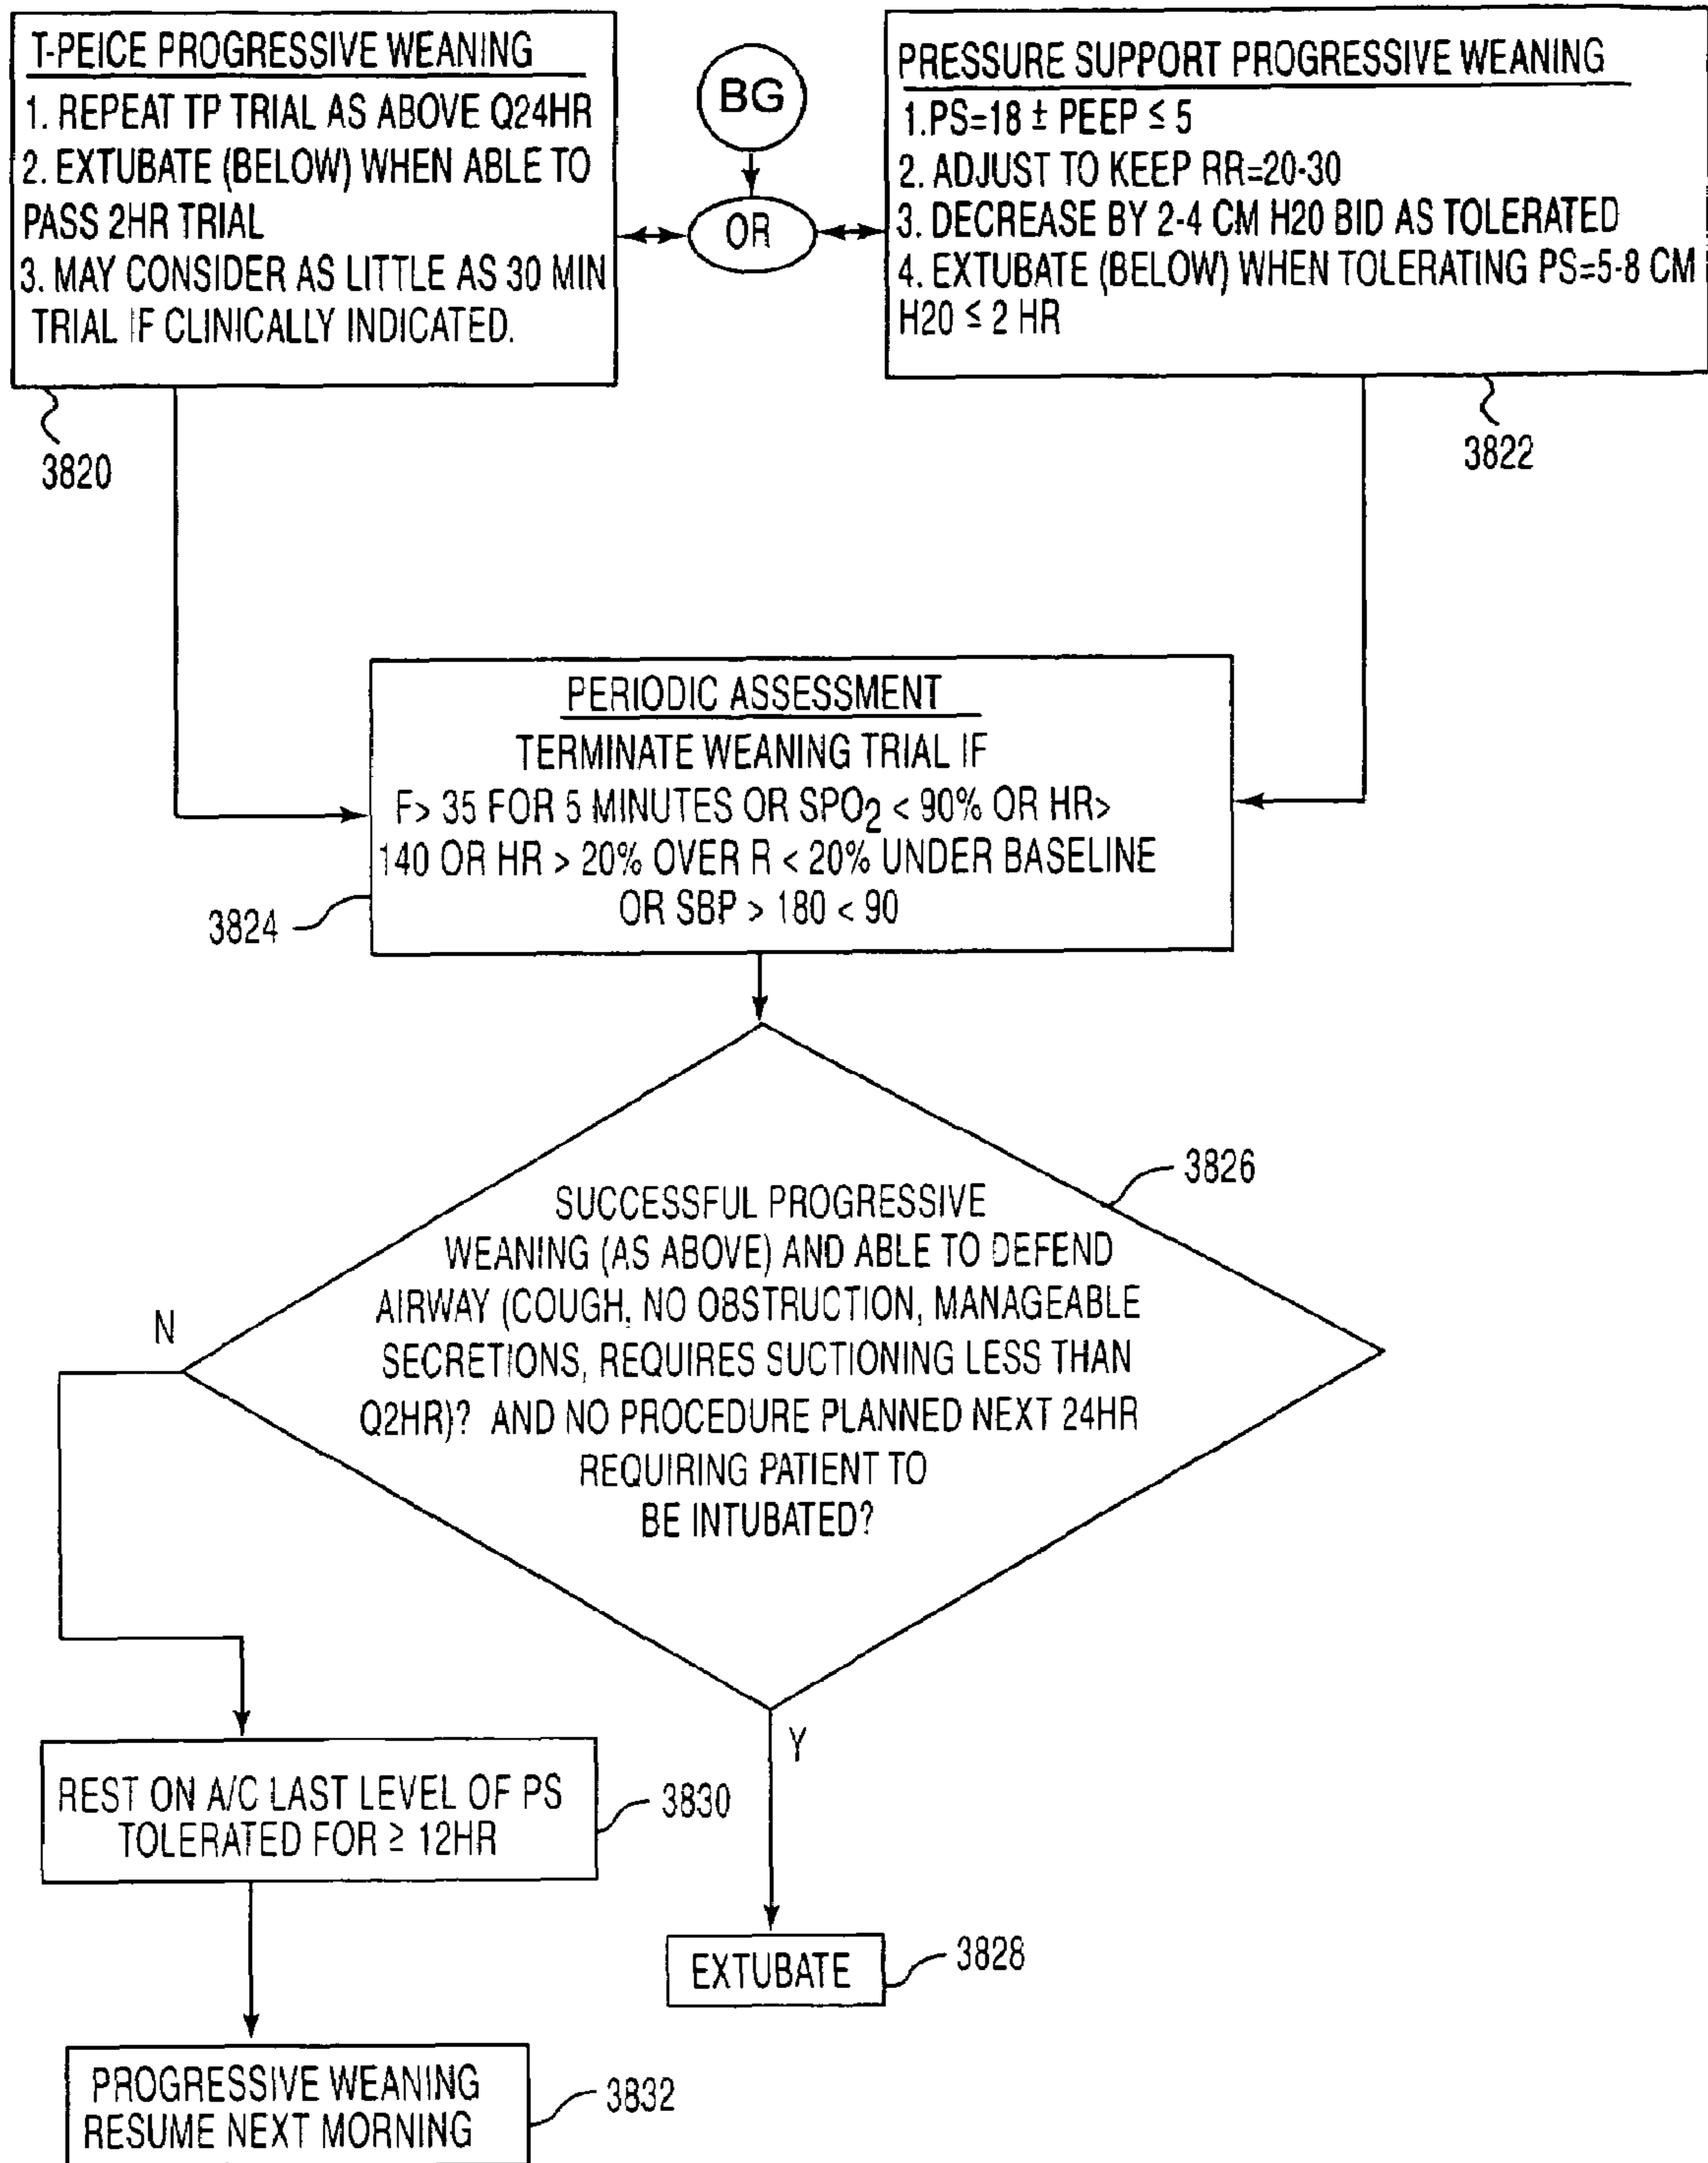 T-PEICE PROGRESSIVE WEANING
1. REPEAT TP TRIAL AS ABOVE Q24HR
2. EXTUBATE (BELOW) WHEN ABLE TO
PASS 2HR TRIAL
3. MAY CONSIDER AS LITTLE AS 30 MIN
TRIAL IF CLINICALLY INDICATED.
3820
BG
OR
PRESSURE SUPPORT PROGRESSIVE WEANING
1.PS=18 ± PEEP ≤ 5
2. ADJUST TO KEEP RR=20-30
3. DECREASE BY 2-4 CM H20 BID AS TOLERATED
4. EXTUBATE (BELOW) WHEN TOLERATING PS=5-8 CM
H20 ≤ 2 HR
3822
PERIODIC ASSESSMENT
TERMINATE WEANING TRIAL IF
F> 35 FOR 5 MINUTES OR SPO2 < 90% OR HR>
140 OR HR > 20% OVER R < 20% UNDER BASELINE
OR SBP > 180 < 90
3824
SUCCESSFUL PROGRESSIVE
WEANING (AS ABOVE) AND ABLE TO DEFEND
AIRWAY (COUGH, NO OBSTRUCTION, MANAGEABLE
SECRETIONS, REQUIRES SUCTIONING LESS THAN
Q2HR)? AND NO PROCEDURE PLANNED NEXT 24HR
REQUIRING PATIENT TO
BE INTUBATED?
3826
N
Y
REST ON A/C LAST LEVEL OF PS
TOLERATED FOR ≥ 12HR
3830
EXTUBATE
3828
PROGRESSIVE WEANING
RESUME NEXT MORNING
3832